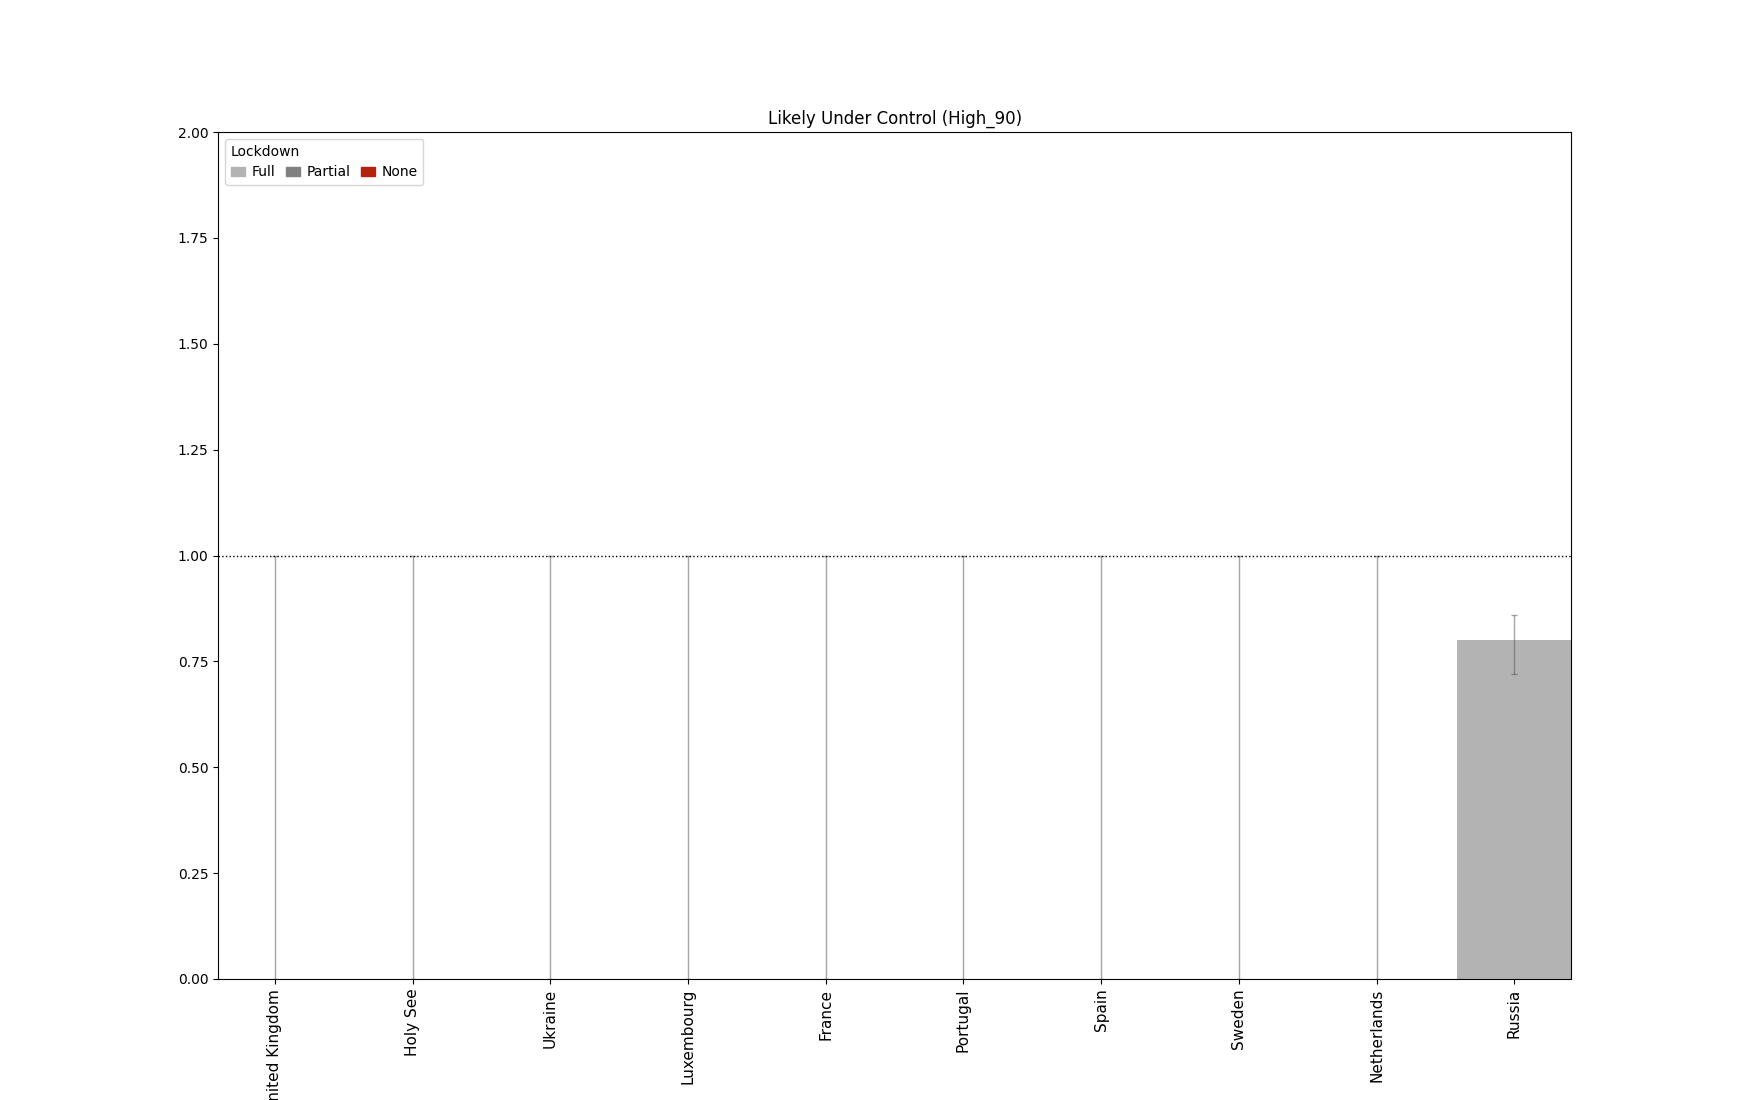 Likely Under Control (High_90)
Lockdown
Full Partial None
2.00
1.75
1.50
1.25
1.00
0.75
0.50
0.25
0.00
nited Kingdom
Holy See
Ukraine
Luxembourg
France
Portugal
Spain
Sweden
Netherlands
Russia